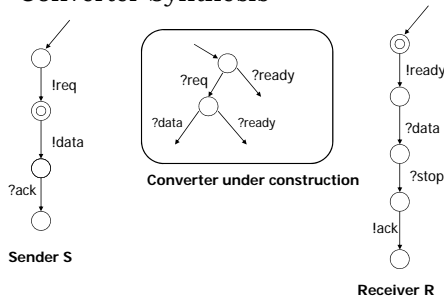 Converter Synthesis
!req
!data
?ack
Sender S
?req
?ready
?data
?ready
Converter under construction
!ready
?data
?stop
!ack
Receiver R